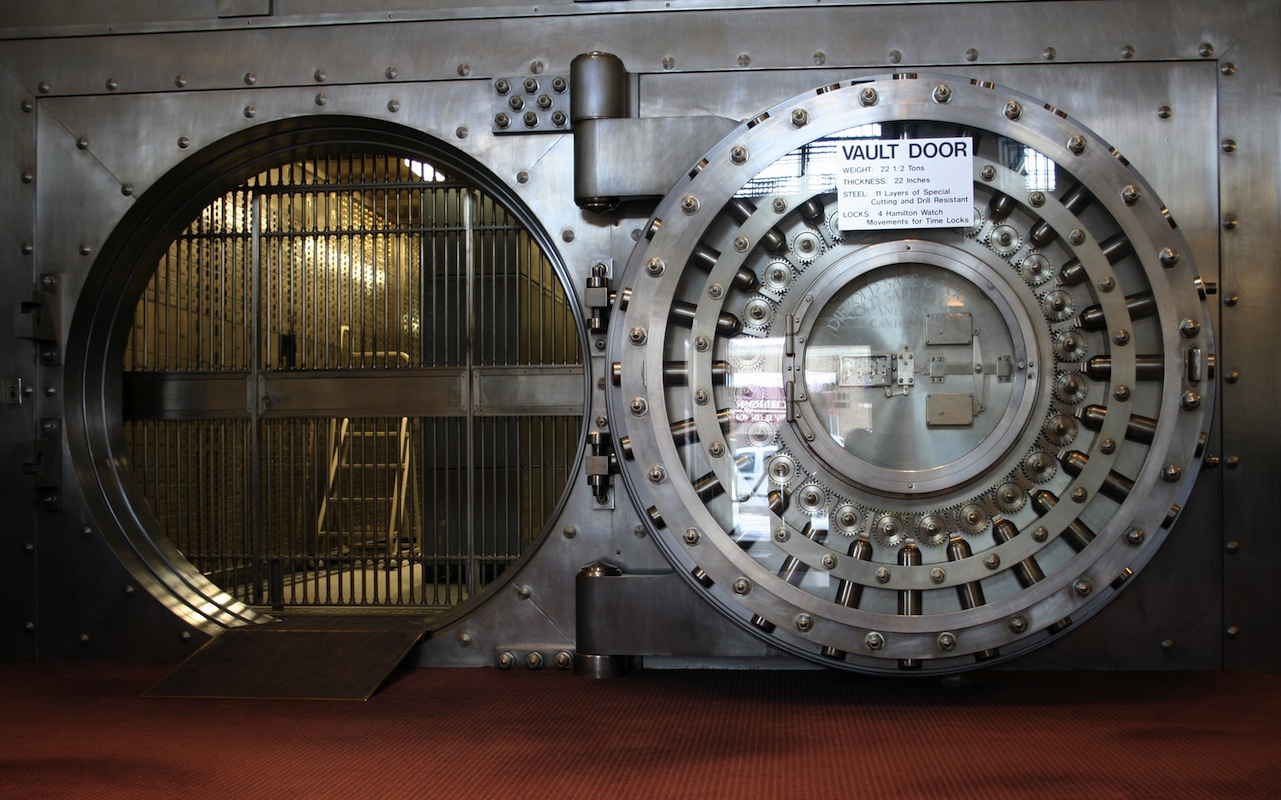 VAULT DOOR
WEIGHT: 22 1/2 Tons
THICKNESS: 22 Inches
STEEL: 11 Layers of Special
Cutting and Drill Resistant
LOCKS: 4 Hamilton Watch
Movements for Time Locks